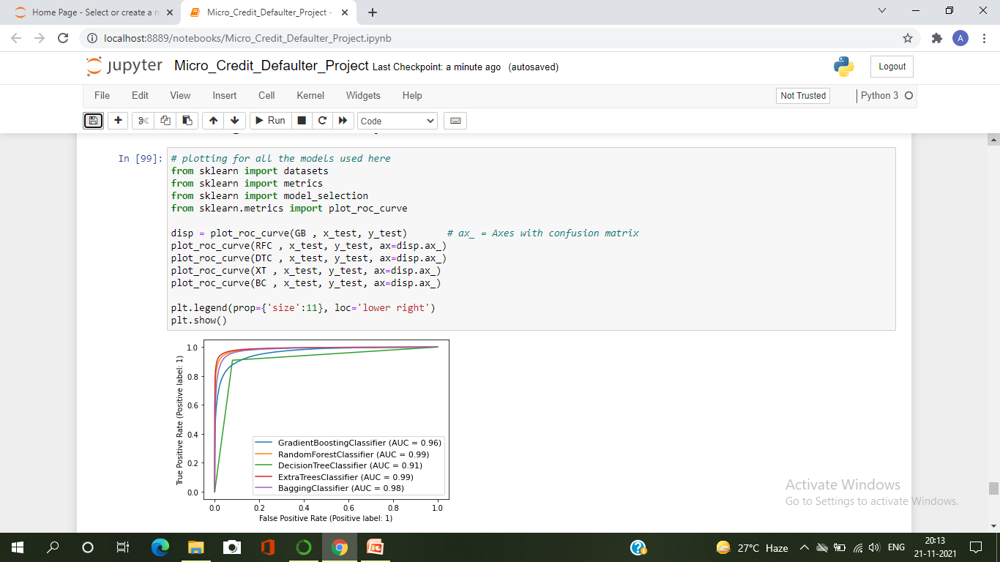 Home Page - Select or create a n
Micro_Credit_Defaulter_Project -
localhost:8889/notebooks/Micro_Credit_Defaulter_Project.ipynb
A
jupyter Micro_Credit_Defaulter_Project Last Checkpoint: a minute ago (autosaved)
Logout
File Edit View Insert Cell Kernel Widgets Help
Not Trusted
Python 3
Run
Code
In [99]:
# plotting for all the models used here
from sklearn import datasets
from sklearn import metrics
from sklearn import model_selection
from sklearn.metrics import plot_roc_curve
disp = plot_roc_curve(GB , x_test, y_test) # ax_ = Axes with confusion matrix
plot_roc_curve(RFC , x_test, y_test, ax=disp.ax_)
plot_roc_curve(DTC , x_test, y_test, ax=disp.ax_)
plot_roc_curve(XT , x_test, y_test, ax=disp.ax_)
plot_roc_curve(BC , x_test, y_test, ax=disp.ax_)
plt.legend(prop={'size':11}, loc='lower right')
plt.show()
True Positive Rate (Positive label: 1)
1.0
0.8
0.6
0.4
0.2
0.0
GradientBoostingClassifier (AUC = 0.96)
RandomForestClassifier (AUC = 0.99)
DecisionTreeClassifier (AUC = 0.91)
ExtraTreesClassifier (AUC = 0.99)
BaggingClassifier (AUC = 0.98)
0.0 0.2 0.4 0.6 0.8 1.0
False Positive Rate (Positive label: 1)
Activate Windows
Go to Settings to activate Windows.
27°C Haze
ENG
20:13
21-11-2021